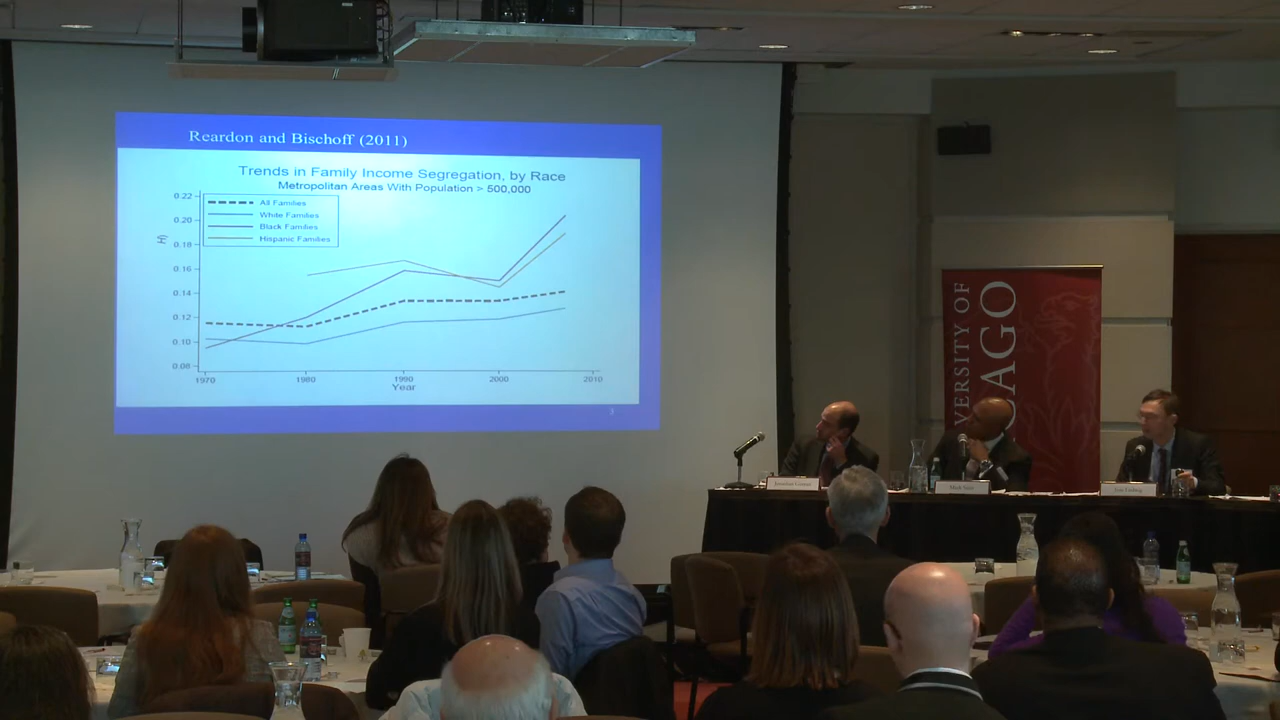 Reardon and Bischoff (2011)
Trends in Family Income Segregation, by Race
Metropolitan Areas With Population > 500,000
0.22
0.20
0.18
0.16
0.14
0.12
0.10
0.08
H)
All Families
White Families
Black Families
Hispanic Families
1970
1980
1990
2000
2010
Year
3
VERSITY OF
CAGO